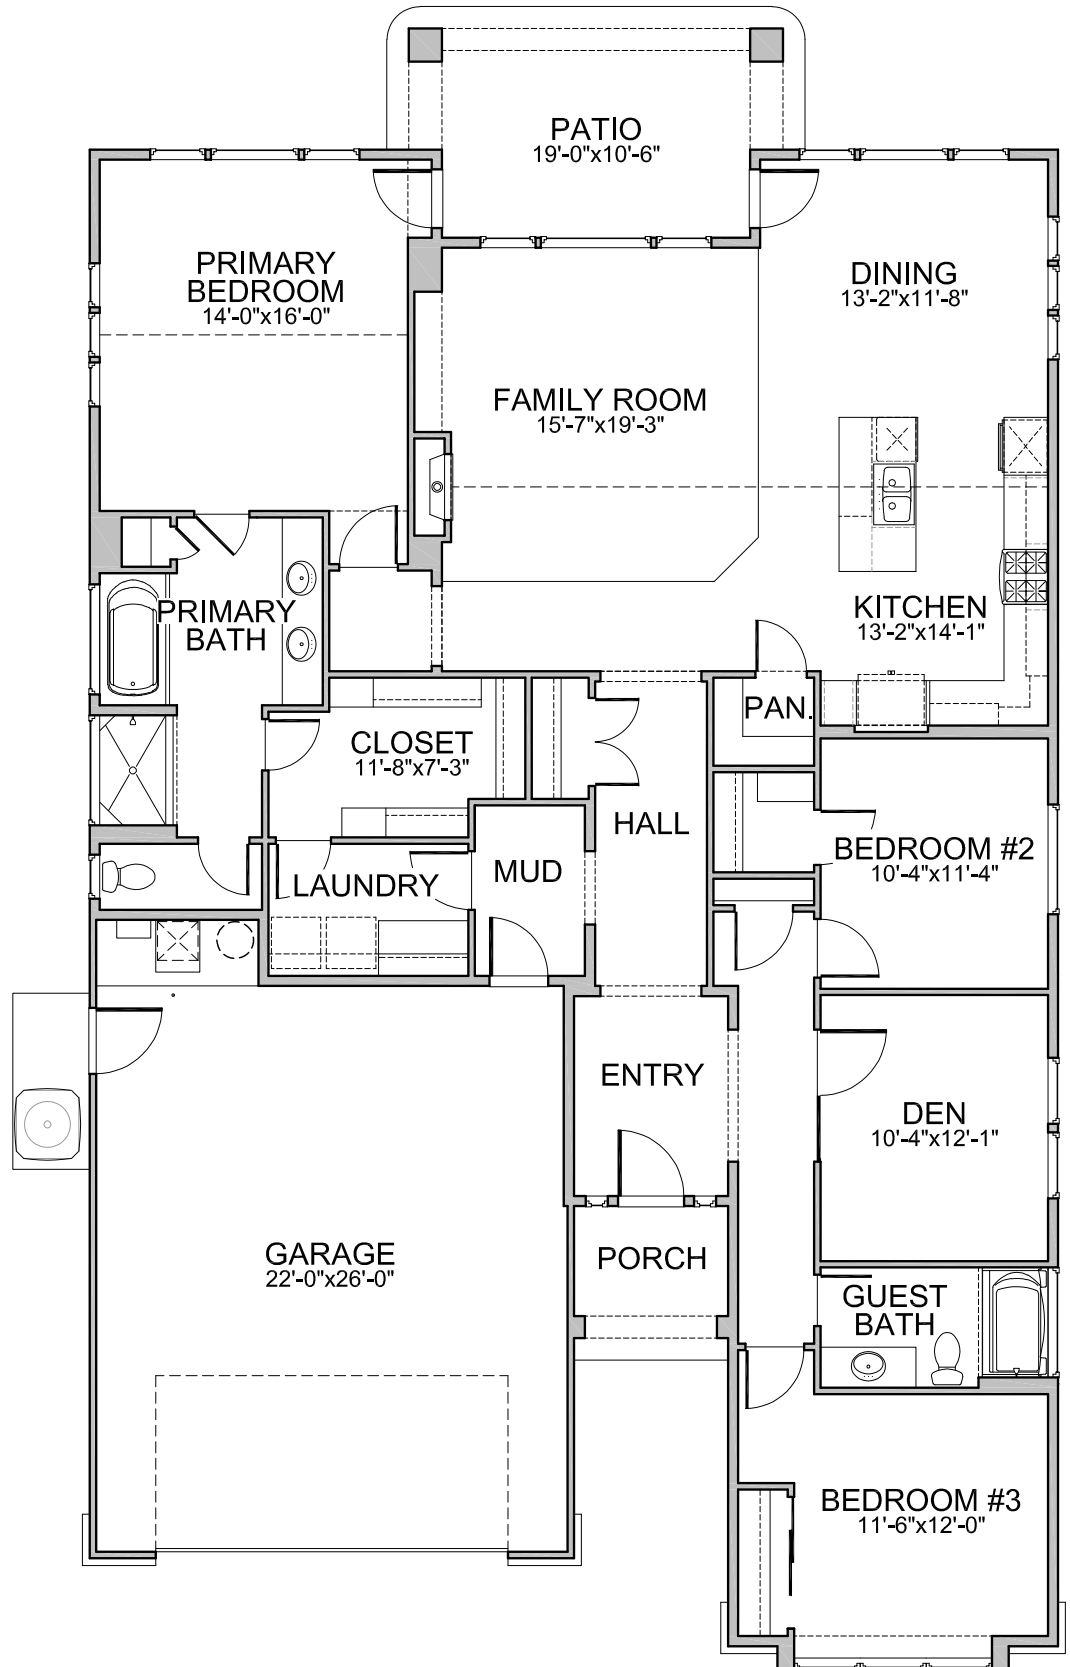 PATIO
19'-0"x10'-6"
PRIMARY
BEDROOM
14'-0"x16'-0"
DINING
13'-2"x11'-8"
FAMILY ROOM
15'-7"x19'-3"
PRIMARY
BATH
KITCHEN
13'-2"x14'-1"
PAN.
CLOSET
11'-8"x7'-3"
HALL
BEDROOM #2
10'-4"x11'-4"
MUD
LAUNDRY
ENTRY
DEN
10'-4"x12'-1"
GARAGE
22'-0"x26'-0"
PORCH
GUEST
BATH
BEDROOM #3
11'-6"x12'-0"